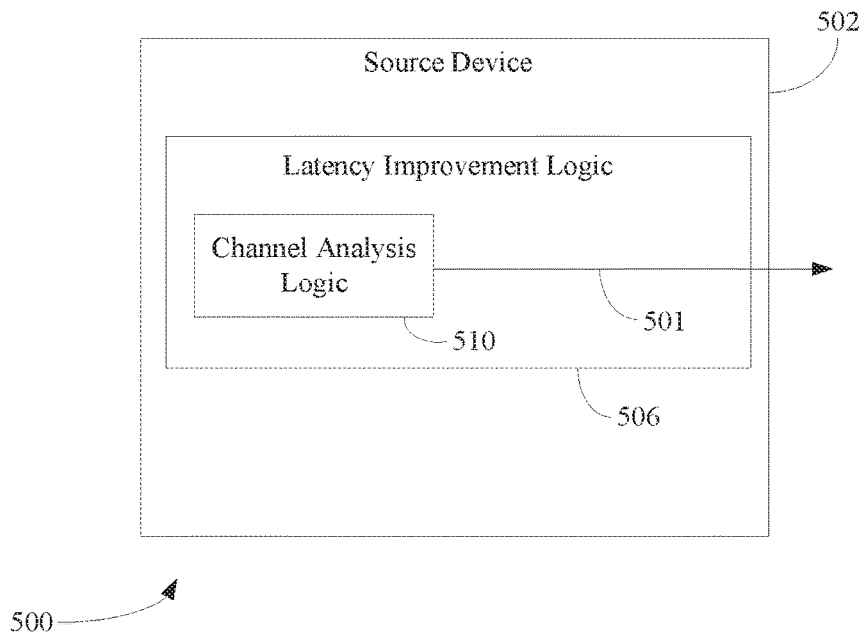 502
Source Device
Latency Improvement Logic
Channel Analysis
Logic
501
510
506
500